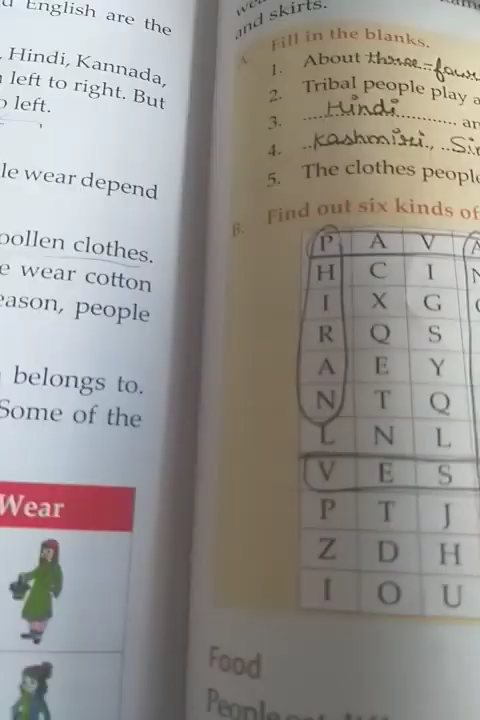 English are the
Hindi, Kannada,
left to right. But
left.
le wear depend
oollen clothes.
e wear cotton
eason, people
belongs to.
Some of the
Wear
and skirts.
A. Fill in the blanks.
1. About three-four
2. Tribal people play
3. Hindi
4. Kashmiri, Si
5. The clothes people
B. Find out six kinds of
P A V A
H C I
I X G
R Q S
A E Y
N T Q
L N L
V E S
P T J
Z D H
I O U
Food
People